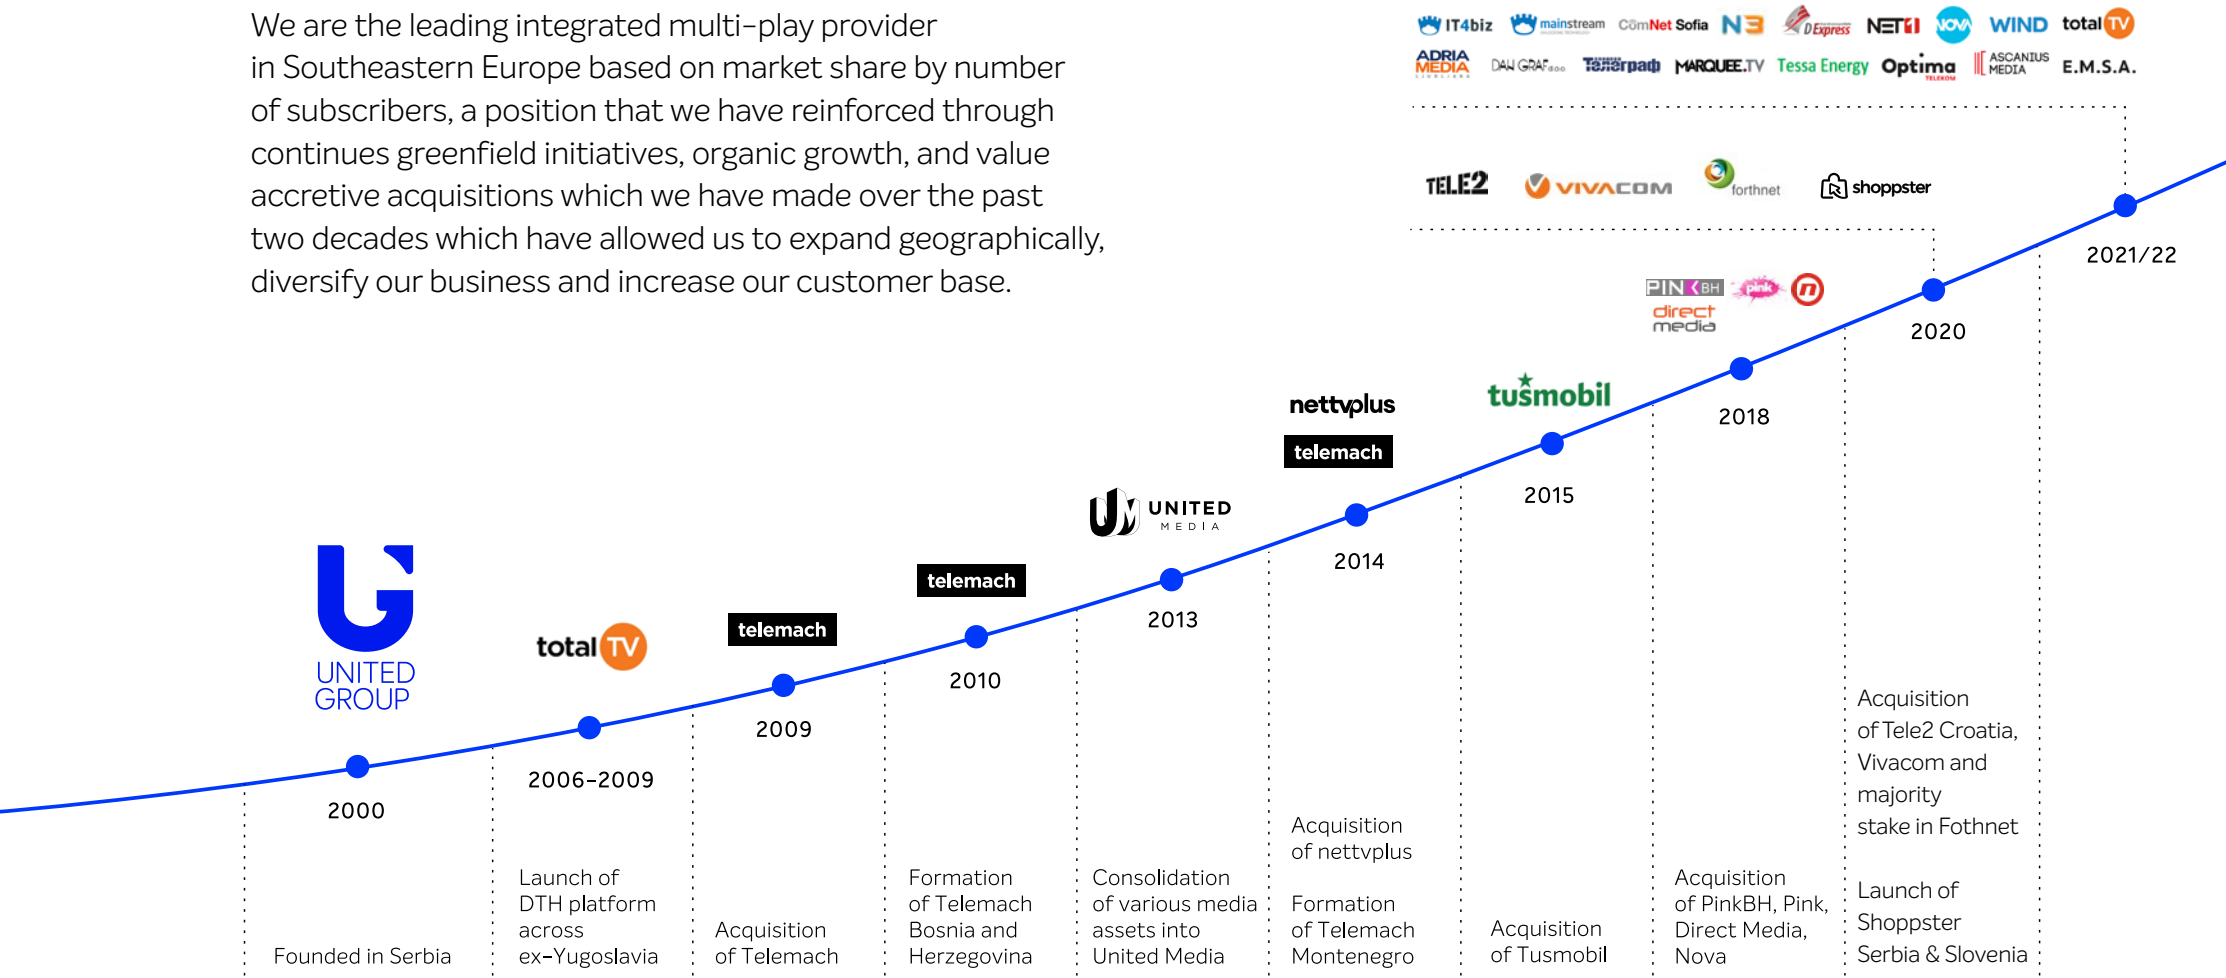 We are the leading integrated multi-play provider
in Southeastern Europe based on market share by number
of subscribers, a position that we have reinforced through
continues greenfield initiatives, organic growth, and value
accretive acquisitions which we have made over the past
two decades which have allowed us to expand geographically,
diversify our business and increase our customer base.
IT4biz mainstream ComNet Sofia N3 D Express NET1 NOVA WIND total TV
ADRIA MEDIA DAN GRAF d.o.o. Телеграф MARQUEE.TV Tessa Energy Optima TELEKOM ASCANIUS MEDIA E.M.S.A.
TELE2 VIVACOM forthnet shoppster
2021/22
PINK BH pink n
direct
media
2020
tušmobil
2018
nettvplus
telemach
2015
UNITED
MEDIA
2014
telemach
2013
telemach
2010
total TV
2009
UNITED
GROUP
2006–2009
2000
Founded in Serbia
Launch of
DTH platform
across
ex–Yugoslavia
Acquisition
of Telemach
Formation
of Telemach
Bosnia and
Herzegovina
Consolidation
of various media
assets into
United Media
Acquisition
of nettvplus
Formation
of Telemach
Montenegro
Acquisition
of Tusmobil
Acquisition
of PinkBH, Pink,
Direct Media,
Nova
Acquisition
of Tele2 Croatia,
Vivacom and
majority
stake in Fothnet
Launch of
Shoppster
Serbia & Slovenia